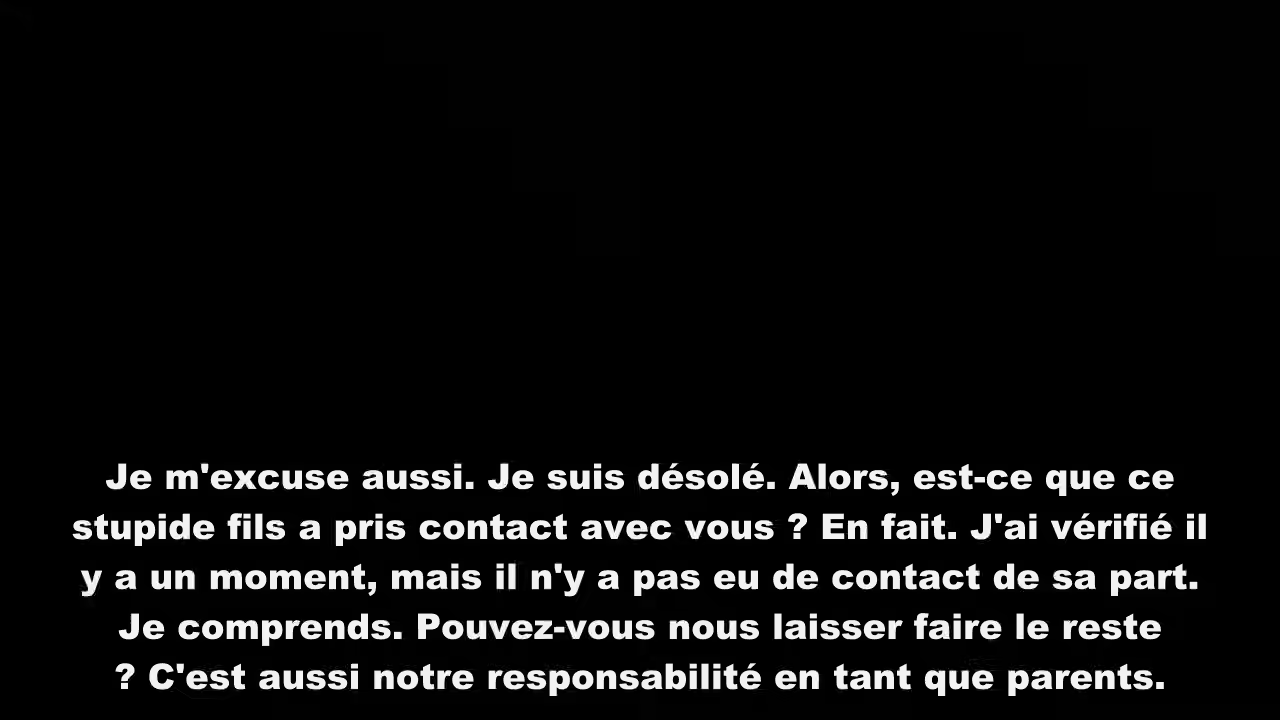 Je m'excuse aussi. Je suis désolé. Alors, est-ce que ce
stupide fils a pris contact avec vous ? En fait. J'ai vérifié il
y a un moment, mais il n'y a pas eu de contact de sa part.
Je comprends. Pouvez-vous nous laisser faire le reste
? C'est aussi notre responsabilité en tant que parents.